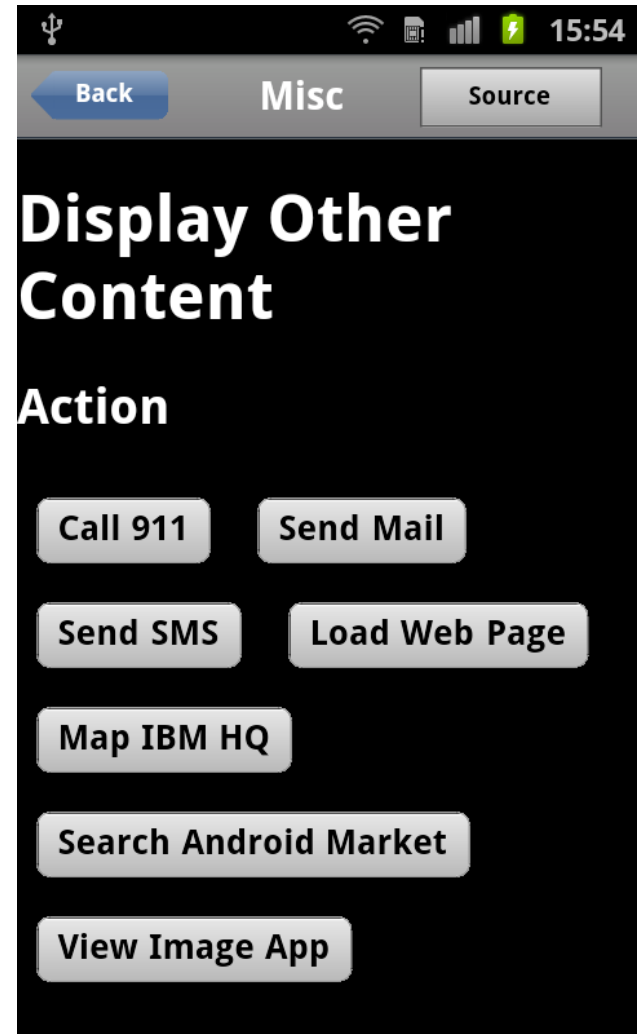 15:54
Back Misc Source
Display Other
Content
Action
Call 911 Send Mail
Send SMS Load Web Page
Map IBM HQ
Search Android Market
View Image App